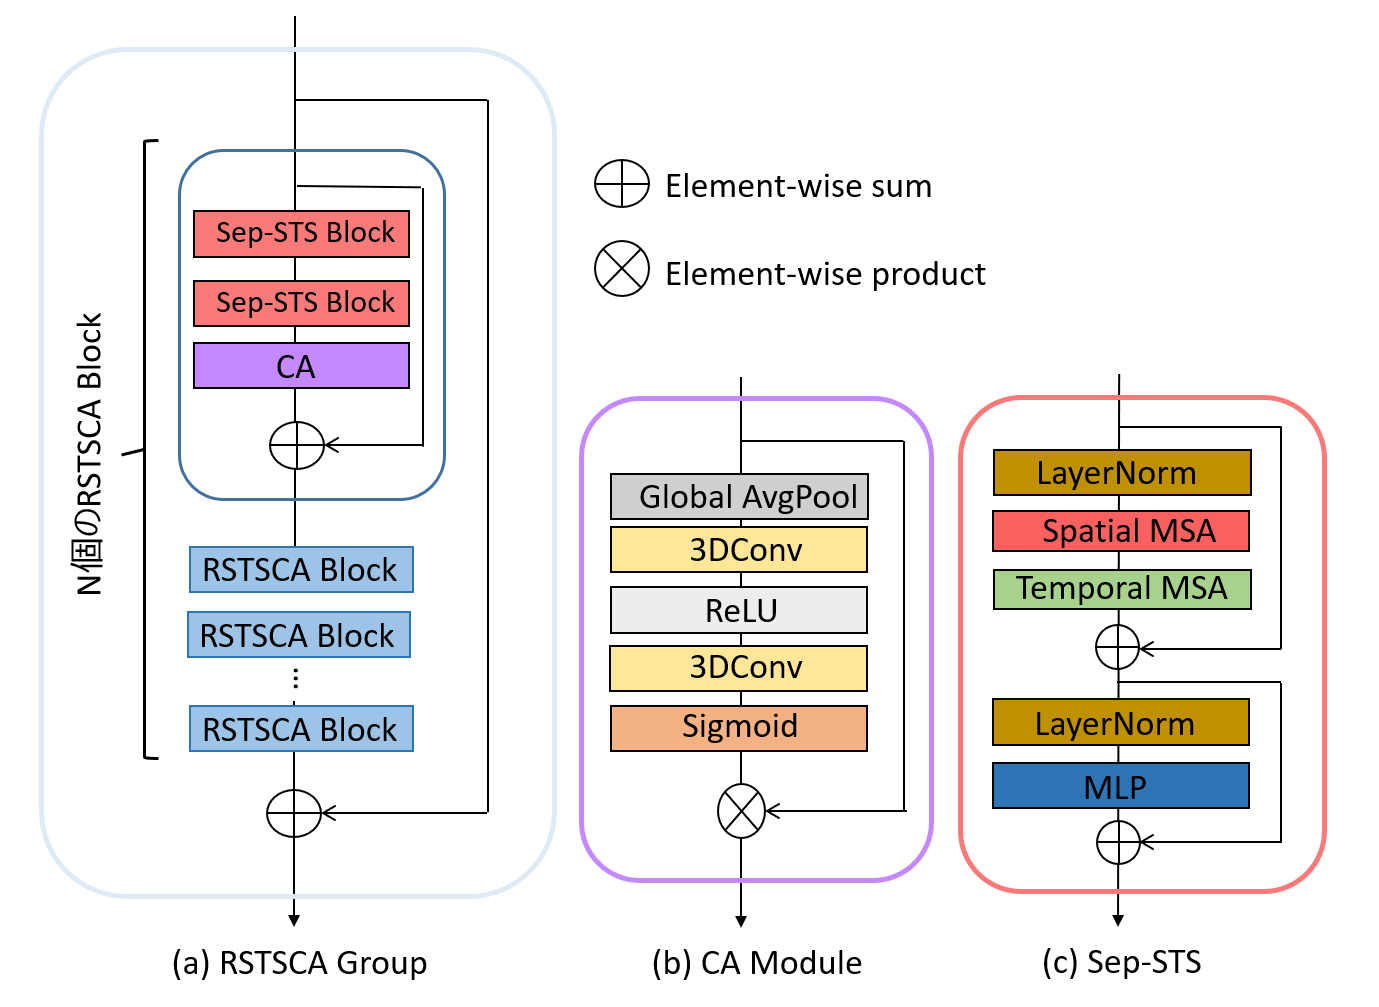 N個のRSTSCA Block
Sep-STS Block
Sep-STS Block
CA
RSTSCA Block
RSTSCA Block
⋮
RSTSCA Block
(a) RSTSCA Group
Element-wise sum
Element-wise product
Global AvgPool
3DConv
ReLU
3DConv
Sigmoid
(b) CA Module
LayerNorm
Spatial MSA
Temporal MSA
LayerNorm
MLP
(c) Sep-STS